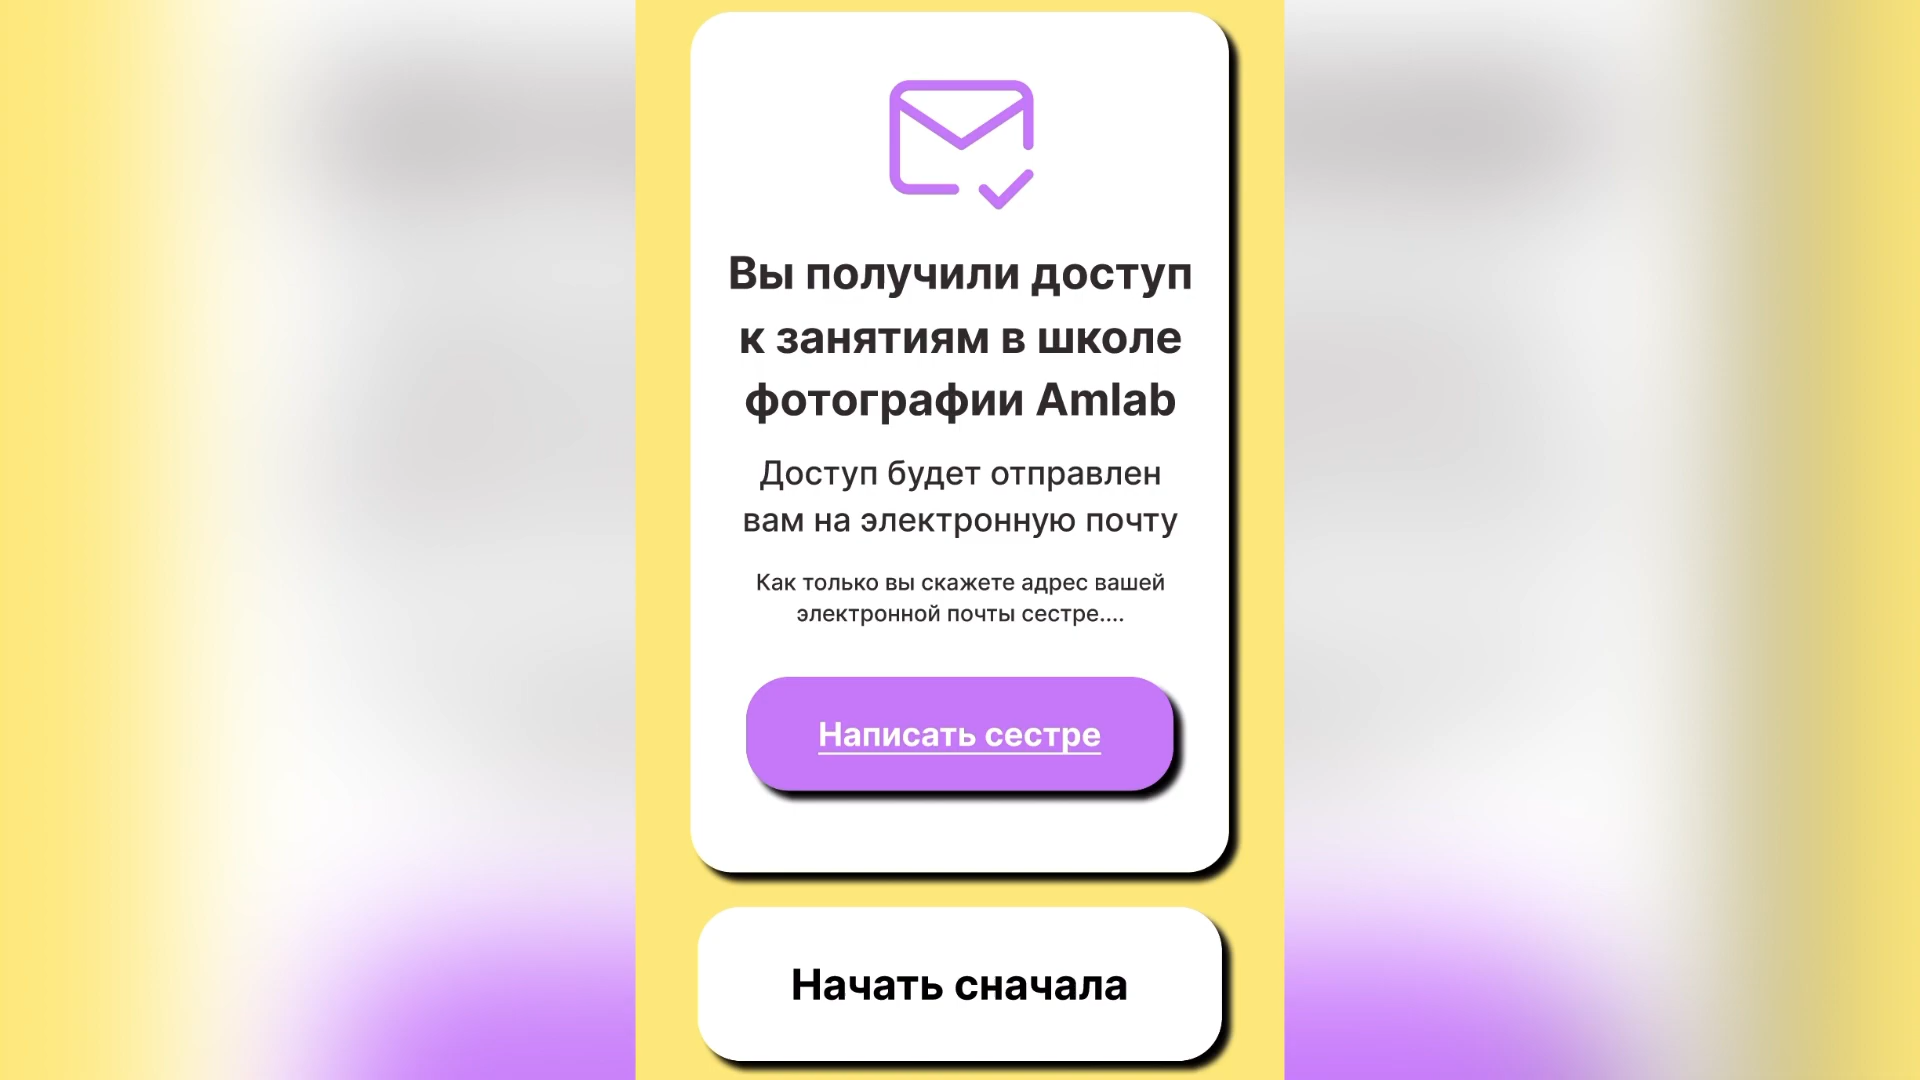 Вы получили доступ
к занятиям в школе
фотографии Amlab
Доступ будет отправлен
вам на электронную почту
Как только вы скажете адрес вашей
электронной почты сестре....
Написать сестре
Начать сначала